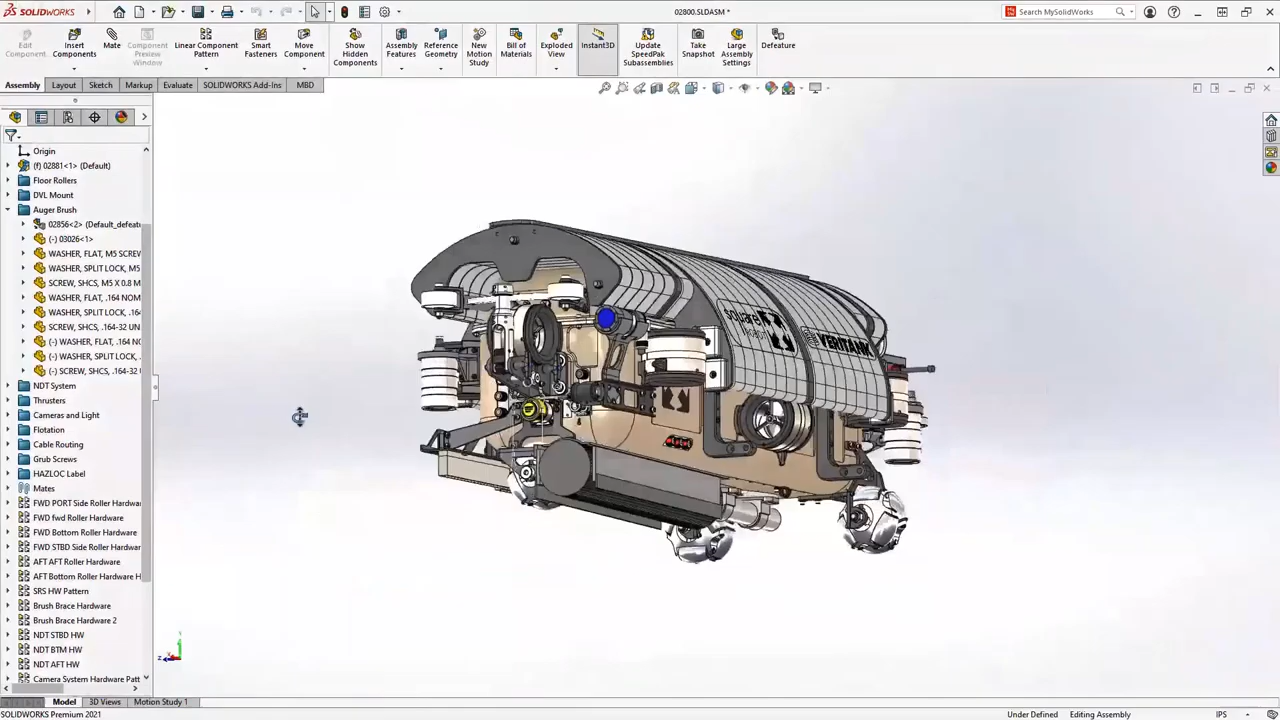 SOLIDWORKS
02800.SLDASM *
Search MySolidWorks
Edit Component
Insert Components
Mate
Component Preview Window
Linear Component Pattern
Smart Fasteners
Move Component
Show Hidden Components
Assembly Features
Reference Geometry
New Motion Study
Bill of Materials
Exploded View
Instant3D
Update SpeedPak Subassemblies
Take Snapshot
Large Assembly Settings
Defeature
Assembly Layout Sketch Markup Evaluate SOLIDWORKS Add-Ins MBD
Origin
(f) 02881<1> (Default)
Floor Rollers
DVL Mount
Auger Brush
02856<2> (Default_defeat
(-) 03026<1>
WASHER, FLAT, M5 SCREW
WASHER, SPLIT LOCK, M5
SCREW, SHCS, M5 X 0.8 M
WASHER, FLAT, .164 NOM
WASHER, SPLIT LOCK, .16
SCREW, SHCS, .164-32 UN
(-) WASHER, FLAT, .164 N
(-) WASHER, SPLIT LOCK,
(-) SCREW, SHCS, .164-32
NDT System
Thrusters
Cameras and Light
Flotation
Cable Routing
Grub Screws
HAZLOC Label
Mates
FWD PORT Side Roller Hardwa
FWD fwd Roller Hardware
FWD Bottom Roller Hardware
FWD STBD Side Roller Hardwa
AFT AFT Roller Hardware
AFT Bottom Roller Hardware H
SRS HW Pattern
Brush Brace Hardware
Brush Brace Hardware 2
NDT STBD HW
NDT BTM HW
NDT AFT HW
Camera System Hardware Patt
square
ROBOT
VERITANK
Y
Z
Model 3D Views Motion Study 1
SOLIDWORKS Premium 2021
Under Defined
Editing Assembly
IPS